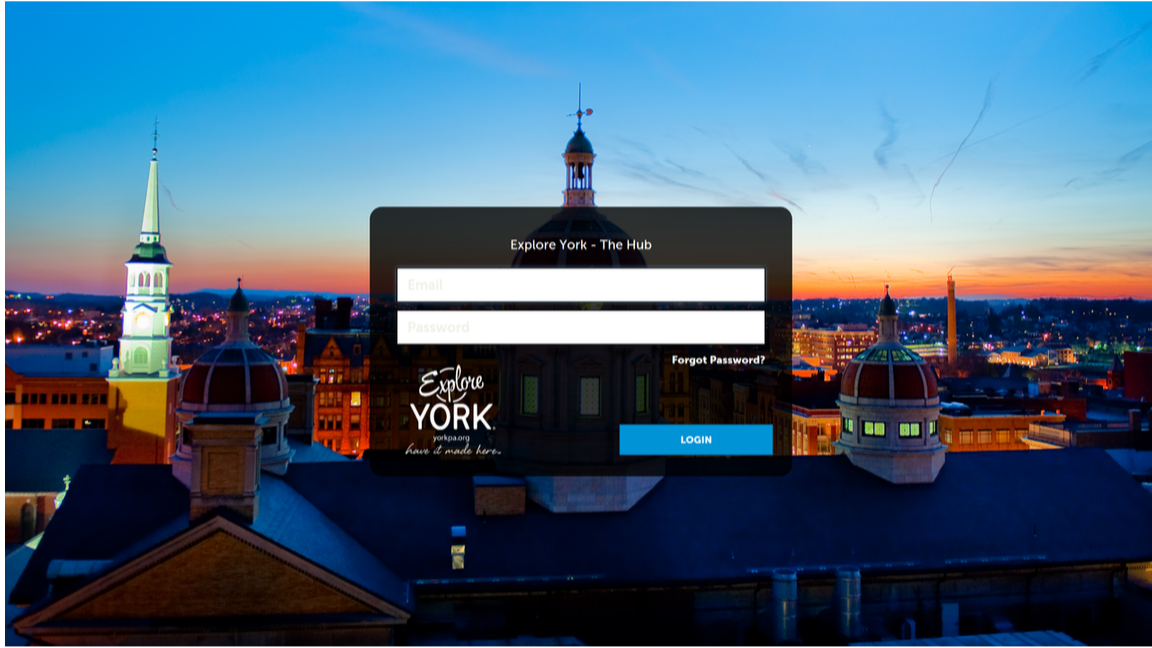 Explore York - The Hub
Email
Password
Forgot Password?
Explore
YORK
yorkpa.org
have it made here.
LOGIN